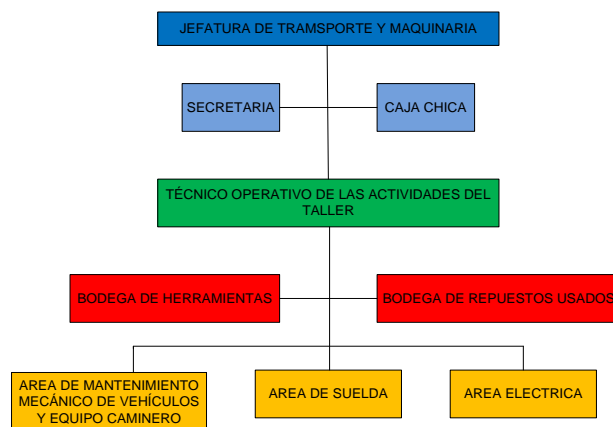 JEFATURA DE TRANSPORTE Y MAQUINARIA
SECRETARIA
CAJA CHICA
TÉCNICO OPERATIVO DE LAS ACTIVIDADES DEL
TALLER
BODEGA DE HERRAMIENTAS
BODEGA DE REPUESTOS USADOS
AREA DE MANTENIMIENTO
MECÁNICO DE VEHÍCULOS
Y EQUIPO CAMINERO
AREA DE SUELDA
AREA ELECTRICA